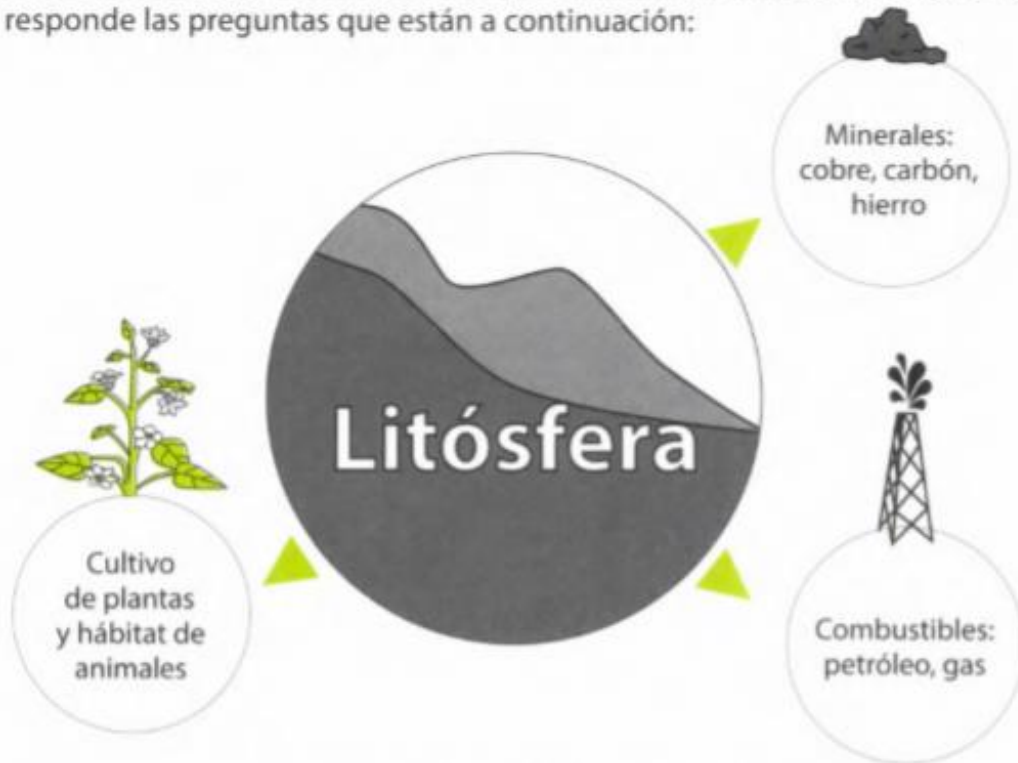 responde las preguntas que están a continuación:
Minerales:
cobre, carbón,
hierro
Litósfera
Cultivo
de plantas
y hábitat de
animales
Combustibles:
petróleo, gas